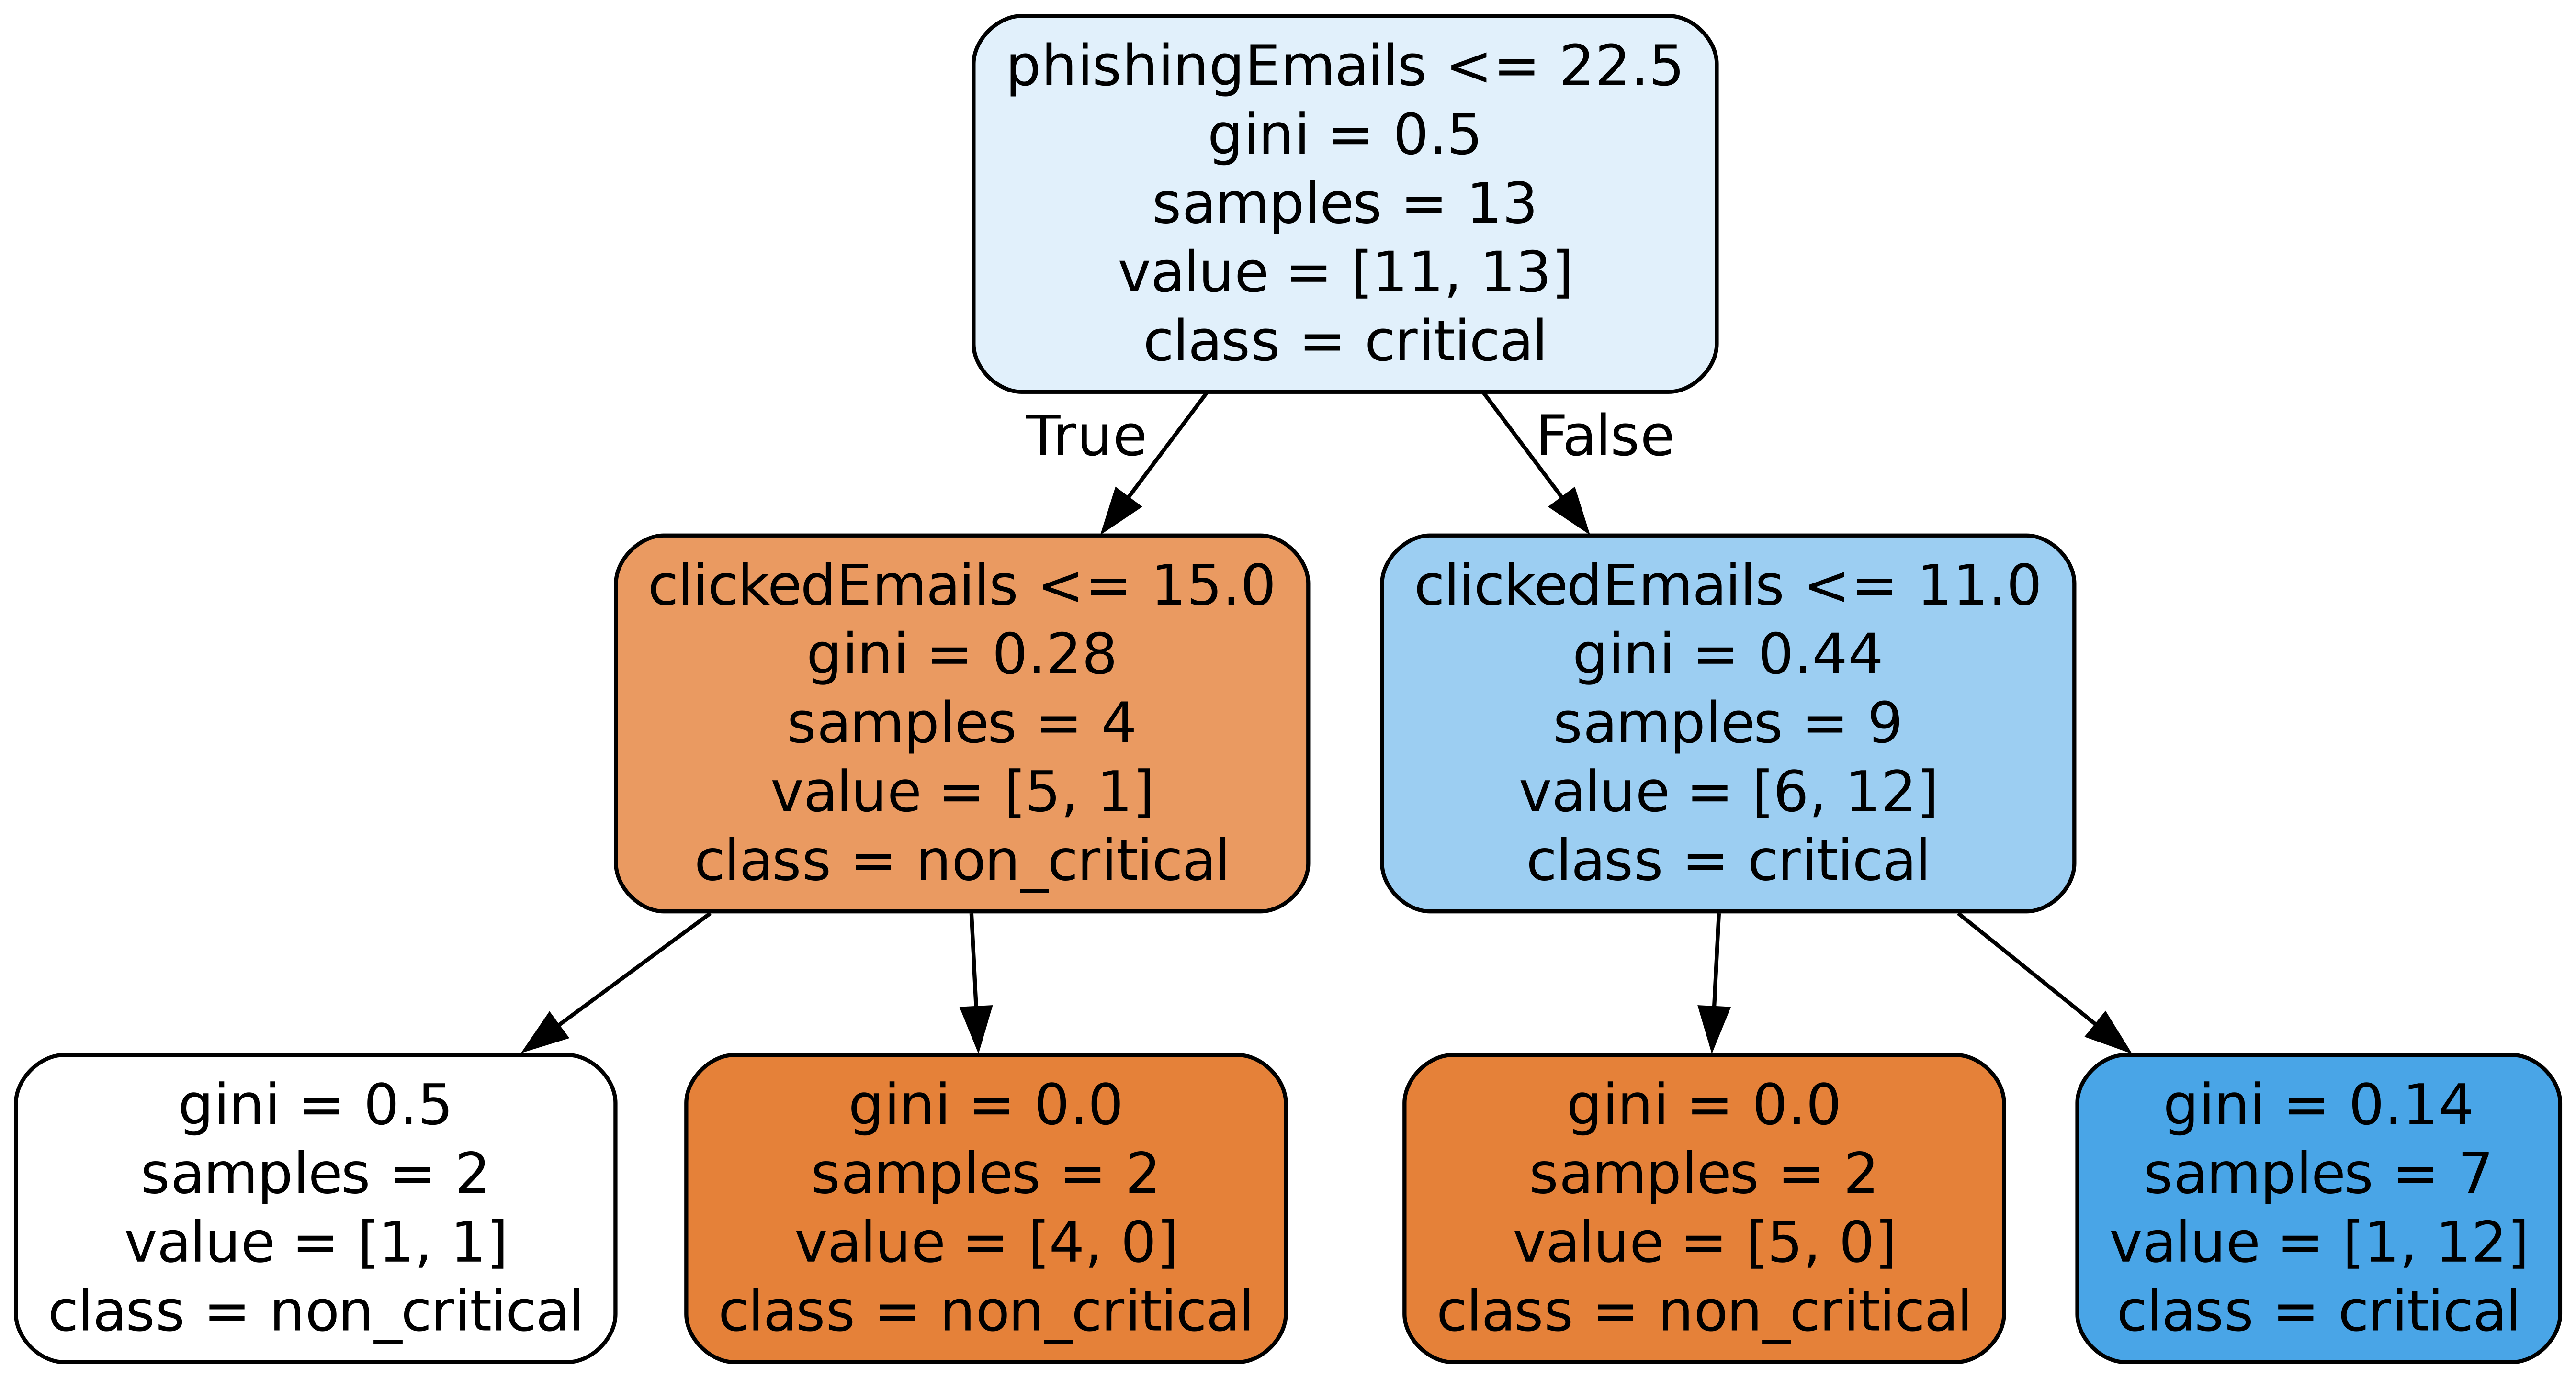 phishingEmails <= 22.5
gini = 0.5
samples = 13
value = [11, 13]
class = critical
True
False
clickedEmails <= 15.0
gini = 0.28
samples = 4
value = [5, 1]
class = non_critical
clickedEmails <= 11.0
gini = 0.44
samples = 9
value = [6, 12]
class = critical
gini = 0.5
samples = 2
value = [1, 1]
class = non_critical
gini = 0.0
samples = 2
value = [4, 0]
class = non_critical
gini = 0.0
samples = 2
value = [5, 0]
class = non_critical
gini = 0.14
samples = 7
value = [1, 12]
class = critical